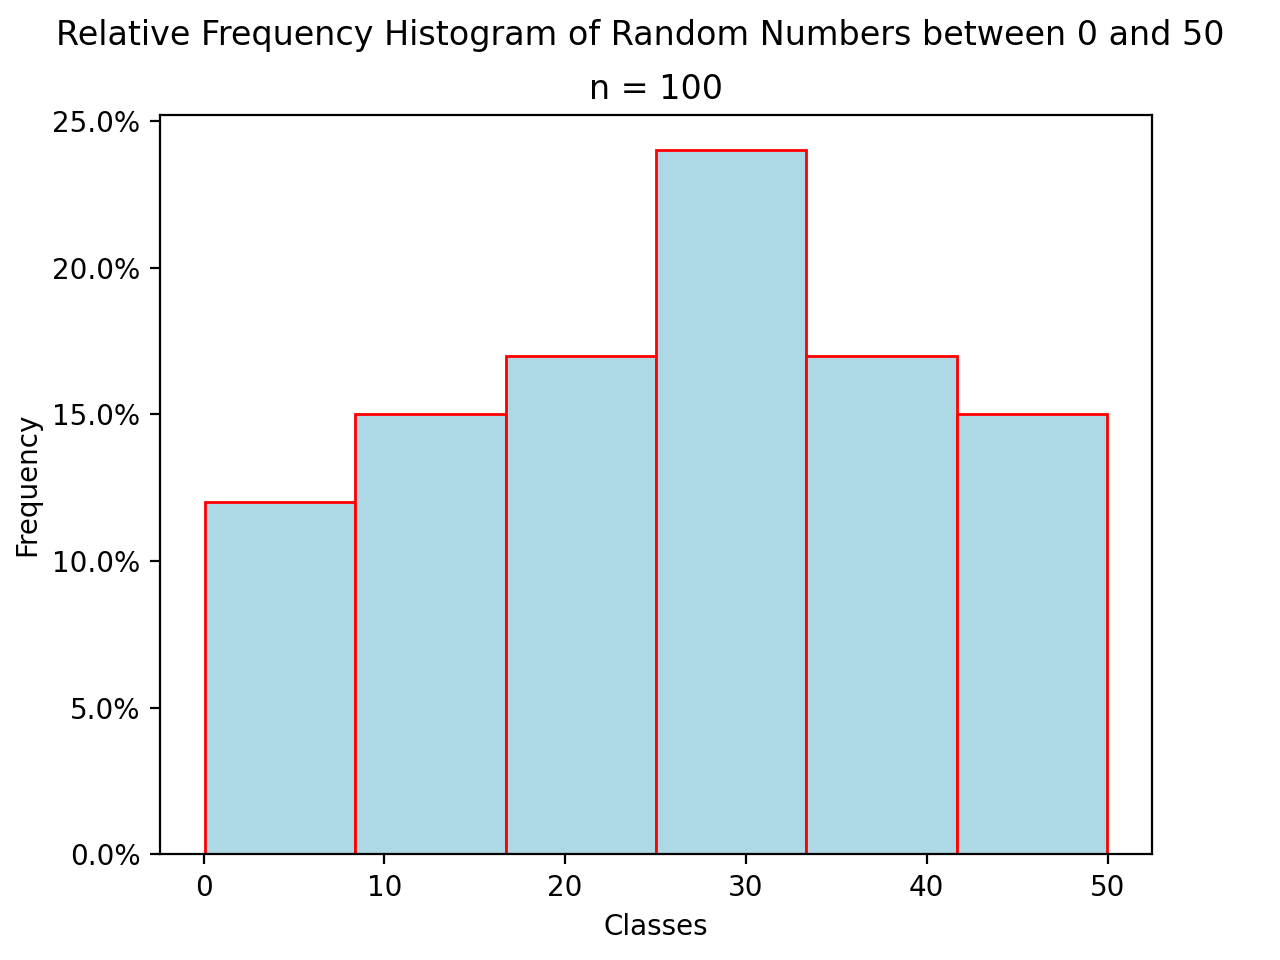 Relative Frequency Histogram of Random Numbers between 0 and 50
n = 100
25.0%
20.0%
15.0%
10.0%
5.0%
0.0%
Frequency
0 10 20 30 40 50
Classes